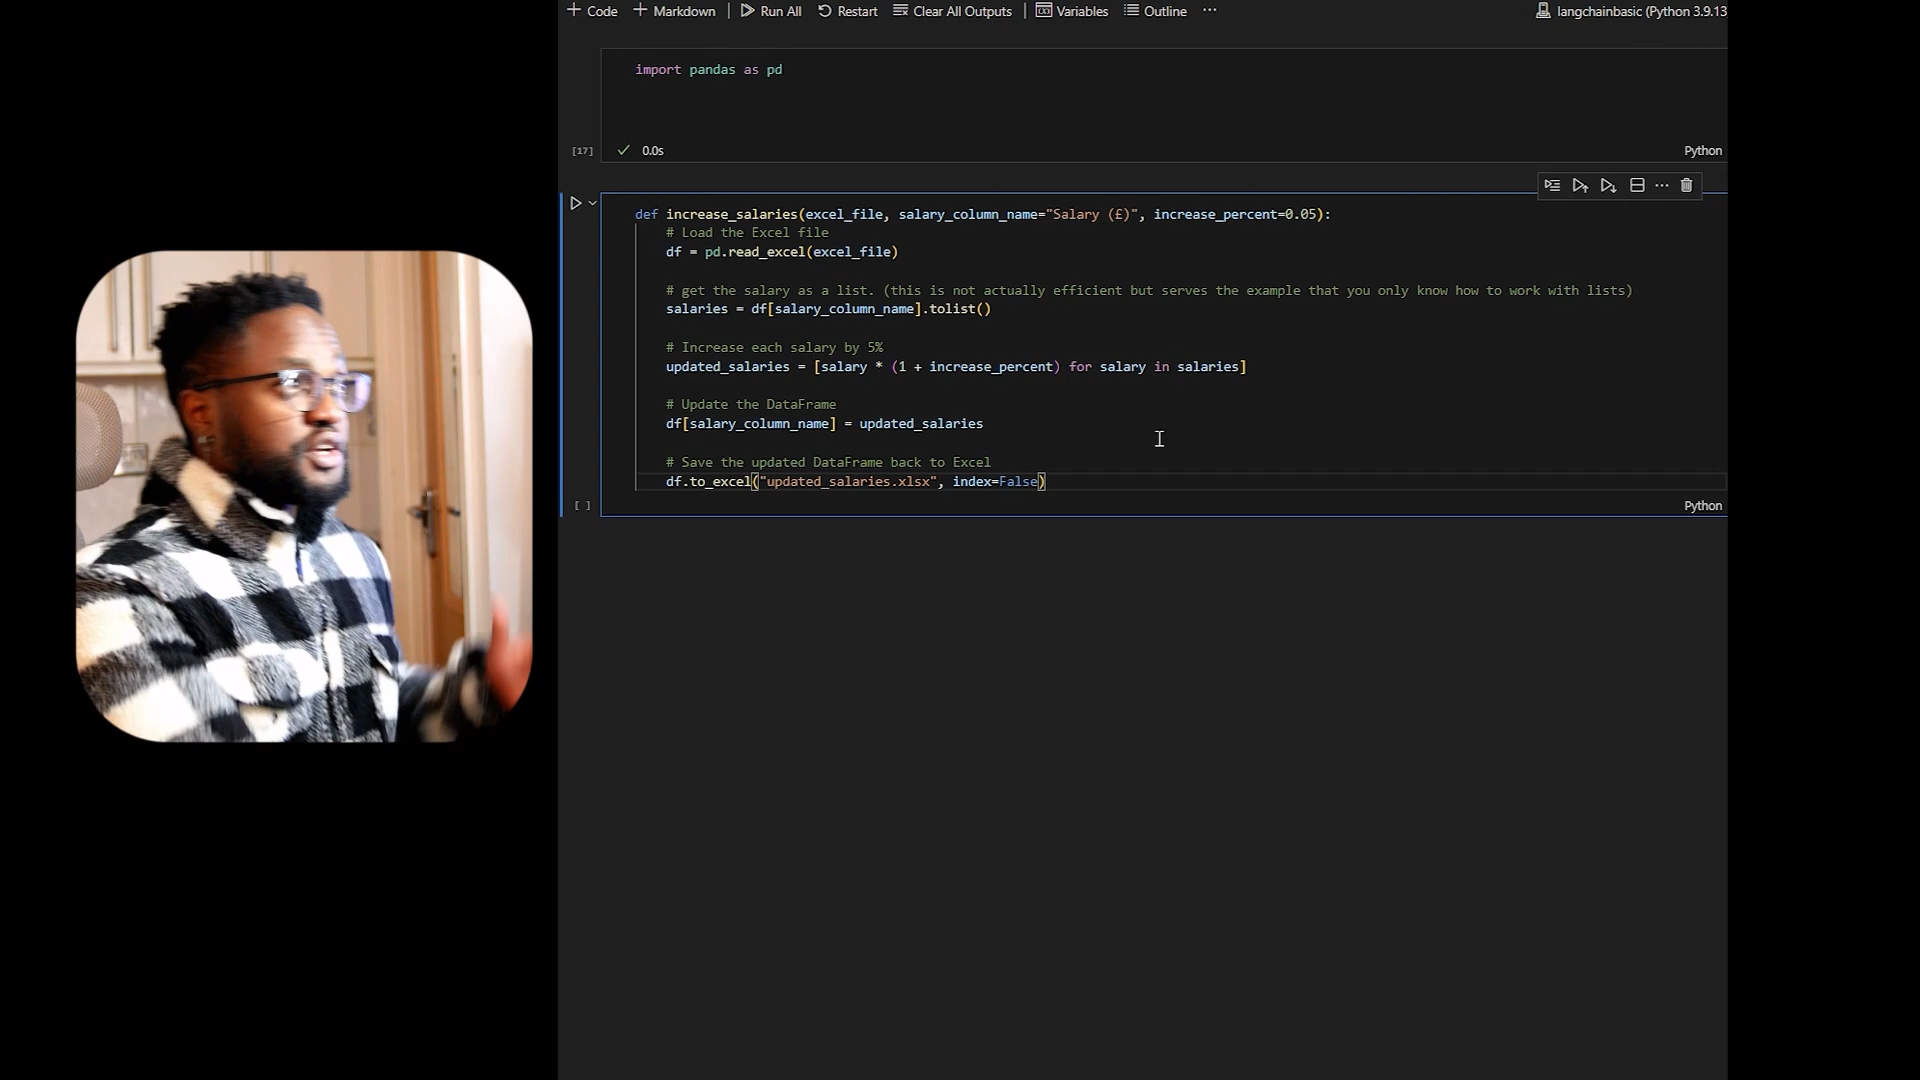 Code Markdown Run All Restart Clear All Outputs Variables Outline ... langchainbasic (Python 3.9.13
import pandas as pd
[17] 0.0s Python
def increase_salaries(excel_file, salary_column_name="Salary (£)", increase_percent=0.05):
# Load the Excel file
df = pd.read_excel(excel_file)
# get the salary as a list. (this is not actually efficient but serves the example that you only know how to work with lists)
salaries = df[salary_column_name].tolist()
# Increase each salary by 5%
updated_salaries = [salary * (1 + increase_percent) for salary in salaries]
# Update the DataFrame
df[salary_column_name] = updated_salaries
# Save the updated DataFrame back to Excel
df.to_excel("updated_salaries.xlsx", index=False)
[ ] Python